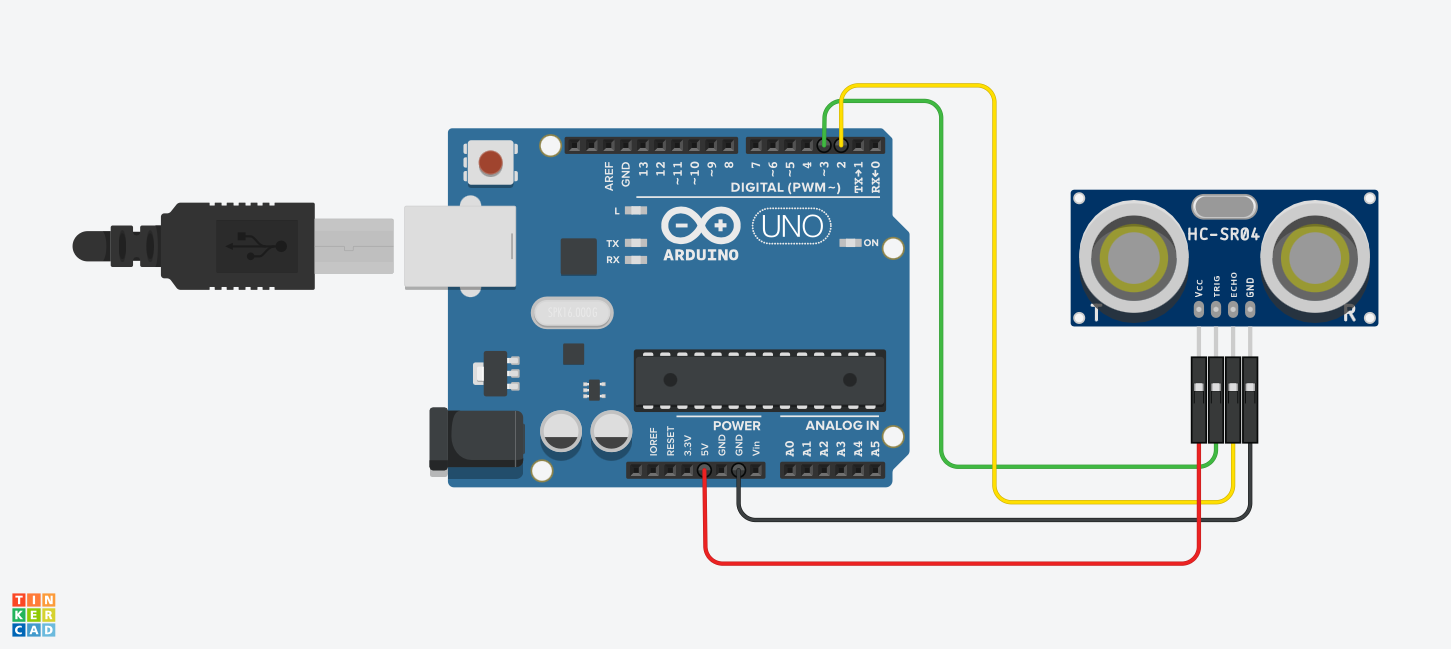 AREF
GND
13
12
~11
~10
~9
8
7
~6
~5
4
~3
2
TX→1
RX←0
DIGITAL (PWM~)
L
TX
RX
UNO
ON
ARDUINO
HC-SR04
VCC
TRIG
ECHO
GND
T
R
SPK16.000G
POWER
ANALOG IN
IOREF
RESET
3.3V
5V
GND
GND
Vin
A0
A1
A2
A3
A4
A5
TIN
KER
CAD